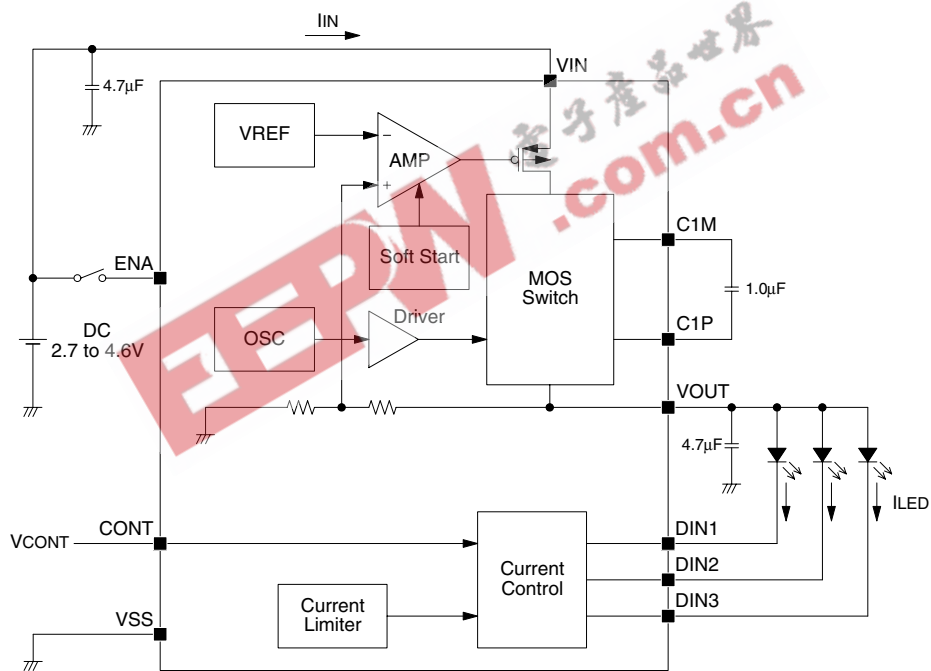 IIN
VIN
4.7μF
VREF
−
AMP
+
電子產品世界
.com.cn
EEPW
Soft Start
MOS
Switch
C1M
1.0μF
C1P
ENA
DC
2.7 to 4.6V
OSC
Driver
VOUT
4.7μF
ILED
VCONT
CONT
Current
Control
DIN1
DIN2
DIN3
Current
Limiter
VSS